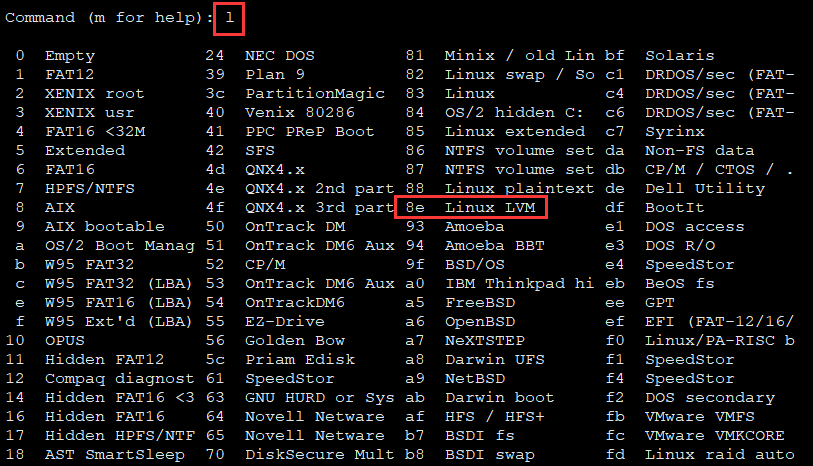 Command (m for help): l
0 Empty 24 NEC DOS 81 Minix / old Lin bf Solaris
1 FAT12 39 Plan 9 82 Linux swap / So c1 DRDOS/sec (FAT-
2 XENIX root 3c PartitionMagic 83 Linux c4 DRDOS/sec (FAT-
3 XENIX usr 40 Venix 80286 84 OS/2 hidden C: c6 DRDOS/sec (FAT-
4 FAT16 <32M 41 PPC PReP Boot 85 Linux extended c7 Syrinx
5 Extended 42 SFS 86 NTFS volume set da Non-FS data
6 FAT16 4d QNX4.x 87 NTFS volume set db CP/M / CTOS / .
7 HPFS/NTFS 4e QNX4.x 2nd part 88 Linux plaintext de Dell Utility
8 AIX 4f QNX4.x 3rd part 8e Linux LVM df BootIt
9 AIX bootable 50 OnTrack DM 93 Amoeba e1 DOS access
a OS/2 Boot Manag 51 OnTrack DM6 Aux 94 Amoeba BBT e3 DOS R/O
b W95 FAT32 52 CP/M 9f BSD/OS e4 SpeedStor
c W95 FAT32 (LBA) 53 OnTrack DM6 Aux a0 IBM Thinkpad hi eb BeOS fs
e W95 FAT16 (LBA) 54 OnTrackDM6 a5 FreeBSD ee GPT
f W95 Ext'd (LBA) 55 EZ-Drive a6 OpenBSD ef EFI (FAT-12/16/
10 OPUS 56 Golden Bow a7 NeXTSTEP f0 Linux/PA-RISC b
11 Hidden FAT12 5c Priam Edisk a8 Darwin UFS f1 SpeedStor
12 Compaq diagnost 61 SpeedStor a9 NetBSD f4 SpeedStor
14 Hidden FAT16 <3 63 GNU HURD or Sys ab Darwin boot f2 DOS secondary
16 Hidden FAT16 64 Novell Netware af HFS / HFS+ fb VMware VMFS
17 Hidden HPFS/NTF 65 Novell Netware b7 BSDI fs fc VMware VMKCORE
18 AST SmartSleep 70 DiskSecure Mult b8 BSDI swap fd Linux raid auto